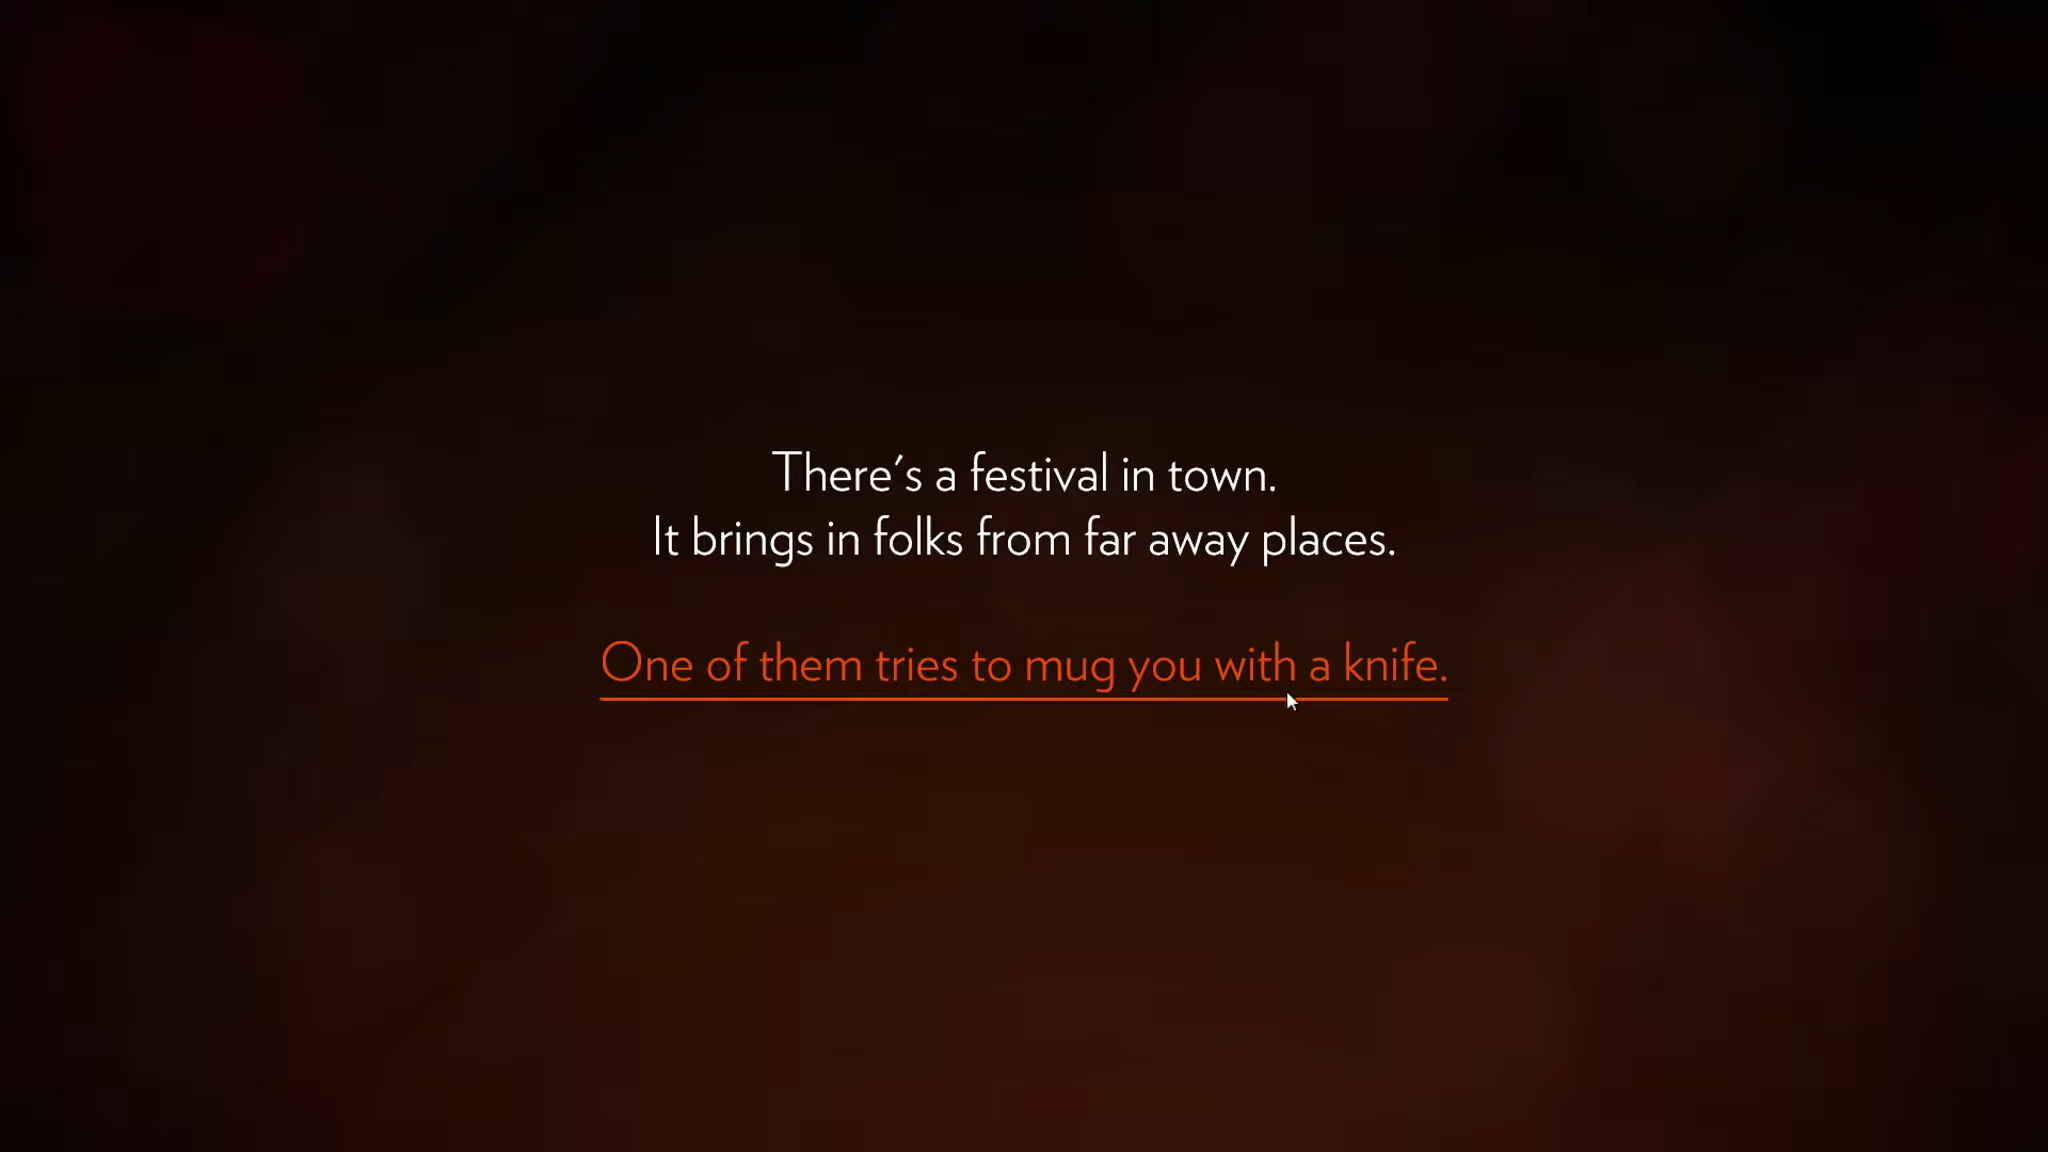 There's a festival in town.
It brings in folks from far away places.
One of them tries to mug you with a knife.